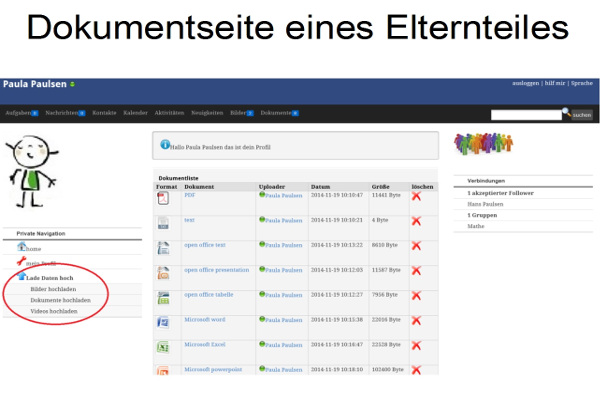 Dokumentseite eines Elternteiles
Paula Paulsen
ausloggen | hilf mir | Sprache
Aufgaben Nachrichten Kontakte Kalender Aktivitäten Neuigkeiten Bilder Dokumente
suchen
Hallo Paula Paulsen das ist dein Profil
Private Navigation
home
mein Profil
Lade Daten hoch
Bilder hochladen
Dokumente hochladen
Videos hochladen
Dokumentliste
Format Dokument Uploader Datum Größe löschen
PDF Paula Paulsen 2014-11-19 10:10:47 11441 Byte
text Paula Paulsen 2014-11-19 10:10:21 4 Byte
open office text Paula Paulsen 2014-11-19 10:13:22 8610 Byte
open office presentation Paula Paulsen 2014-11-19 10:12:03 11167 Byte
open office tabelle Paula Paulsen 2014-11-19 10:12:27 7956 Byte
Microsoft word Paula Paulsen 2014-11-19 10:15:38 22016 Byte
Microsoft Excel Paula Paulsen 2014-11-19 10:16:47 22528 Byte
Microsoft powerpoint Paula Paulsen 2014-11-19 10:18:10 102400 Byte
Verbindungen
1 akzeptierter Follower
Hans Paulsen
1 Gruppen
Mathe